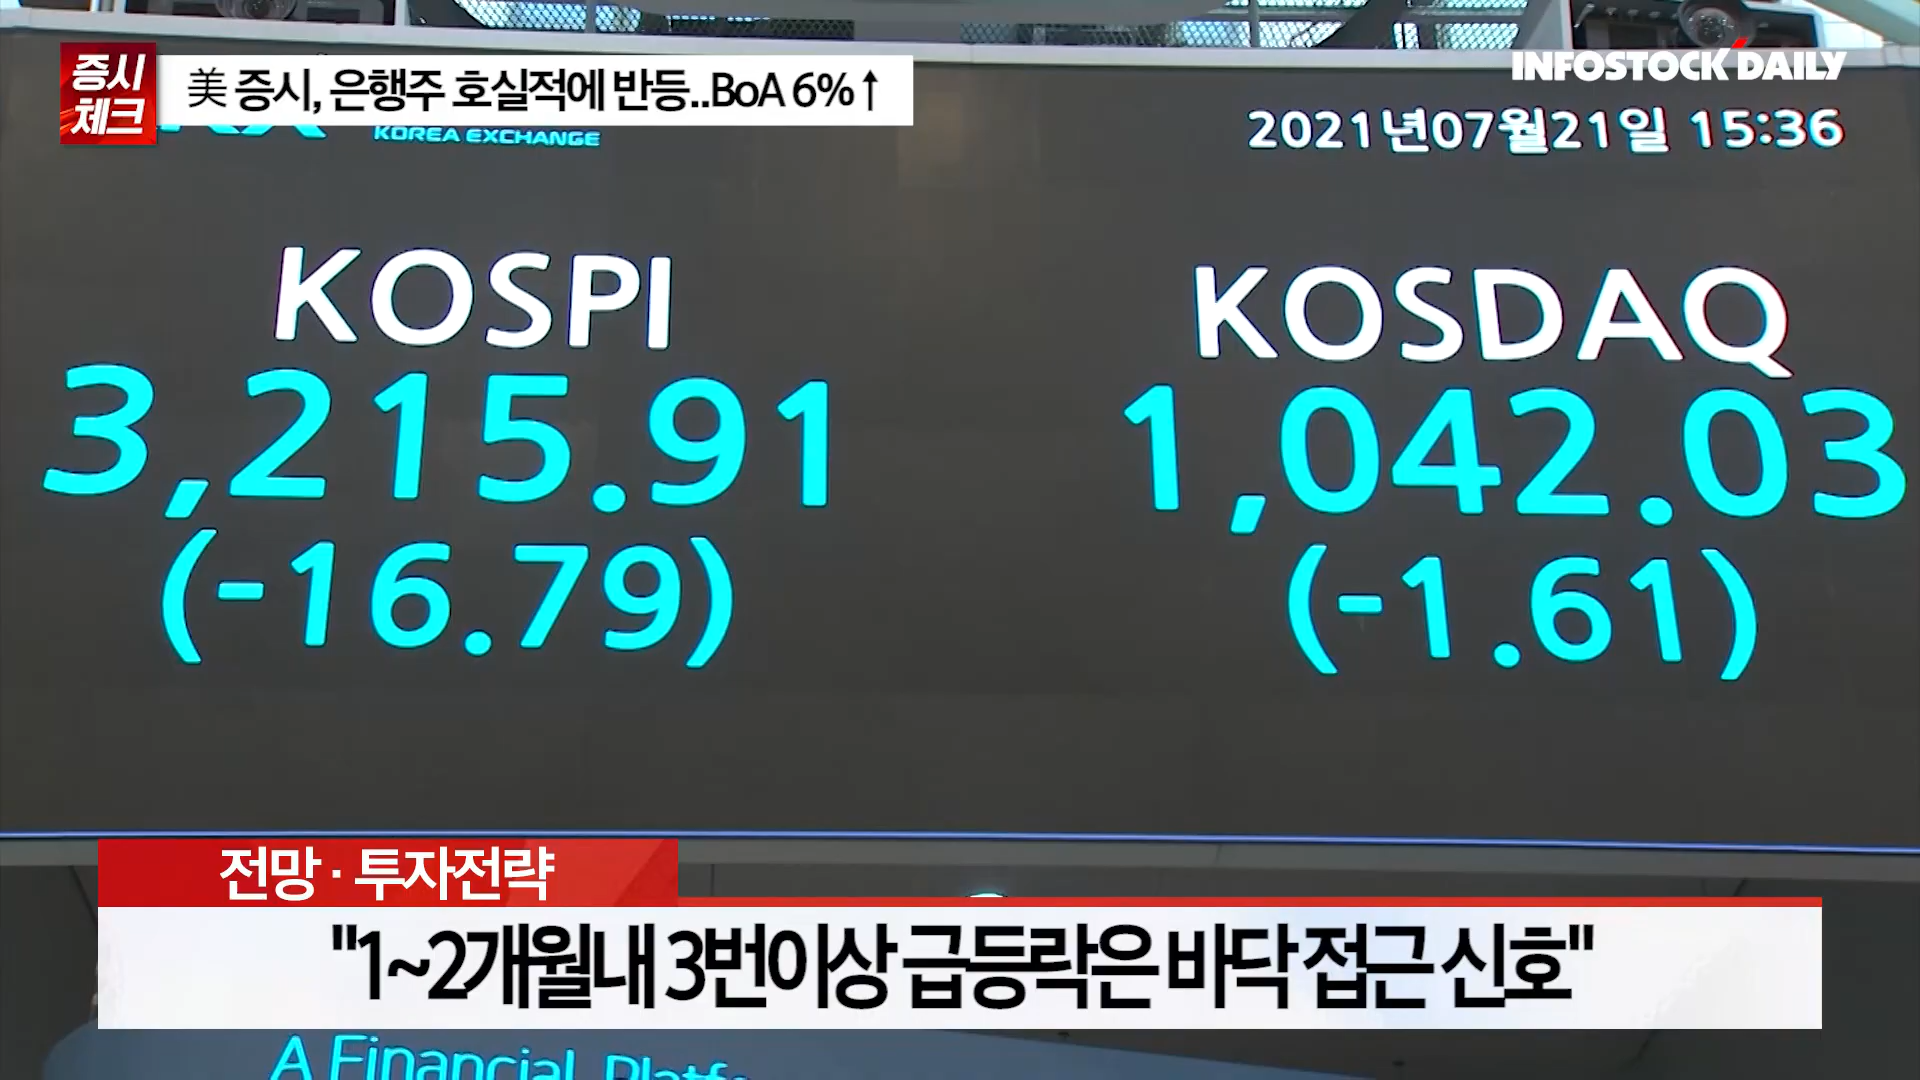 증시
체크
美 증시, 은행주 호실적에 반등..BoA 6%↑
INFOSTOCK DAILY
KOREA EXCHANGE
2021년07월21일 15:36
KOSPI
3,215.91
(-16.79)
KOSDAQ
1,042.03
(-1.61)
전망·투자전략
"1~2개월내 3번이상 급등락은 바닥 접근 신호"
A Financial